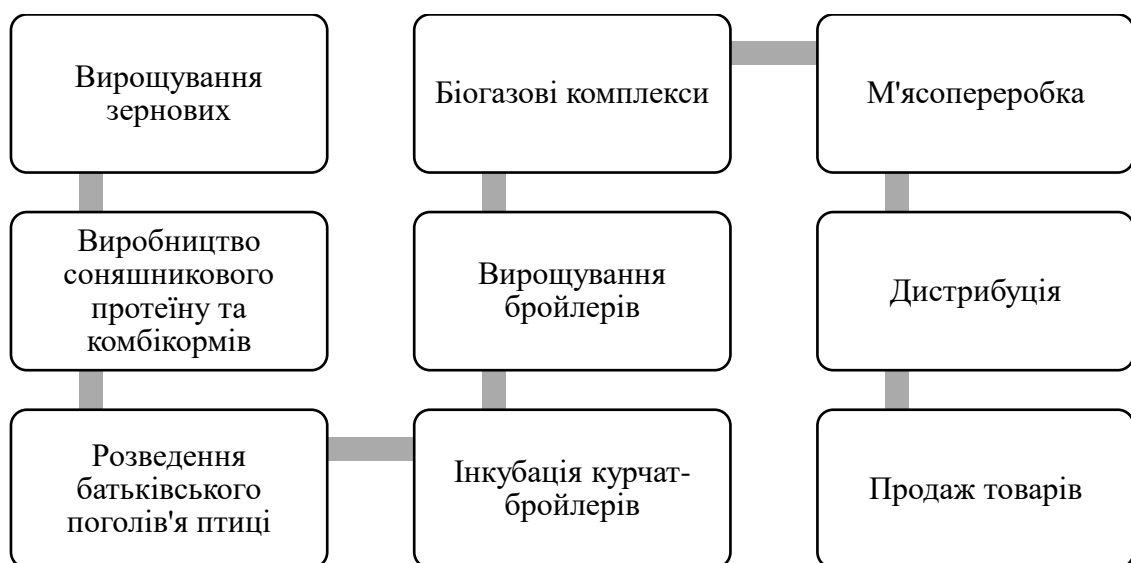 Вирощування
зернових
Виробництво
соняшникового
протеїну та
комбікормів
Розведення
батьківського
поголів'я птиці
Інкубація курчат-
бройлерів
Вирощування
бройлерів
Біогазові комплекси
М'ясопереробка
Дистрибуція
Продаж товарів